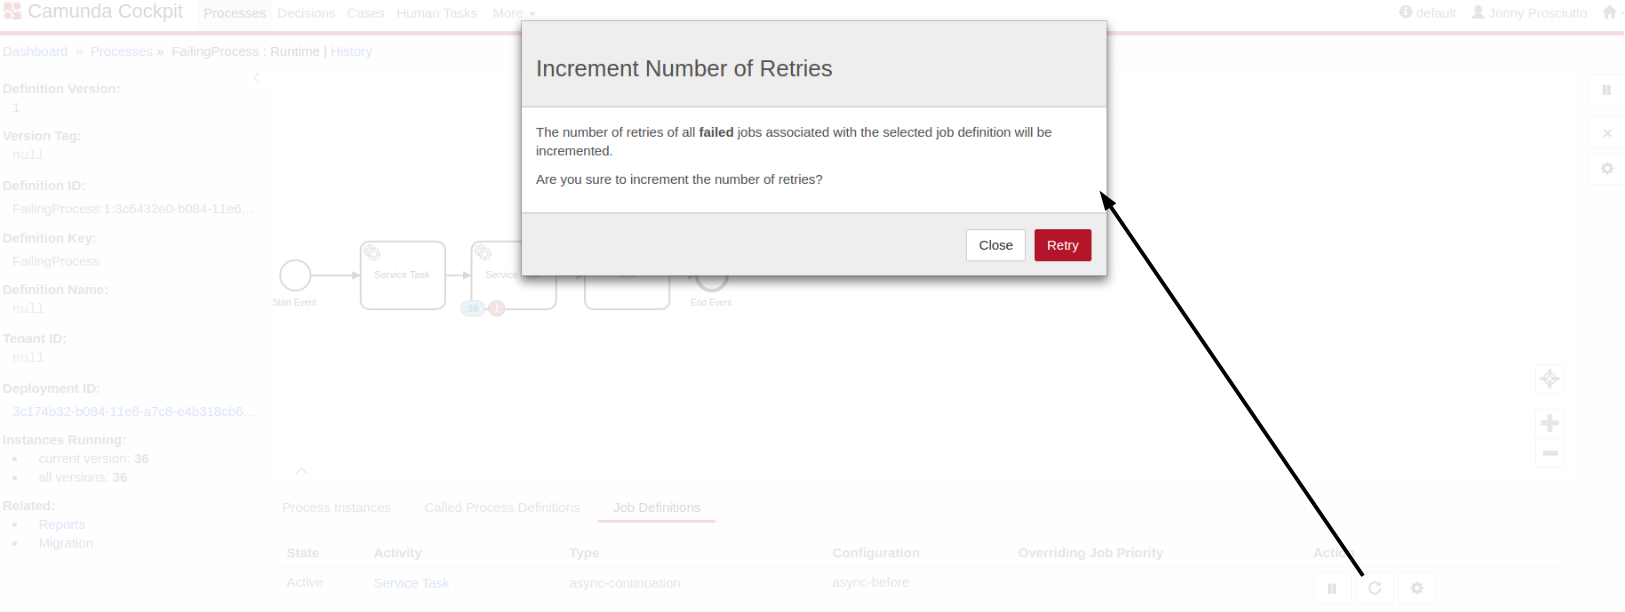 Camunda Cockpit Processes Decisions Cases Human Tasks More default Jonny Prosciutto
Dashboard » Processes » FailingProcess : Runtime | History
Increment Number of Retries
The number of retries of all failed jobs associated with the selected job definition will be
incremented.
Are you sure to increment the number of retries?
Close Retry
Definition Version:
1
Version Tag:
null
Definition ID:
FailingProcess:1:3c6432e0-b084-11e6...
Definition Key:
FailingProcess
Definition Name:
null
Tenant ID:
null
Deployment ID:
3c174b32-b084-11e6-a7c8-e4b318cb6...
Instances Running:
• current version: 36
• all versions: 36
Related:
• Reports
• Migration
Service Task
Service
Start Event
36 !
End Event
Process Instances Called Process Definitions Job Definitions
State Activity Type Configuration Overriding Job Priority Action
Active Service Task async-continuation async-before